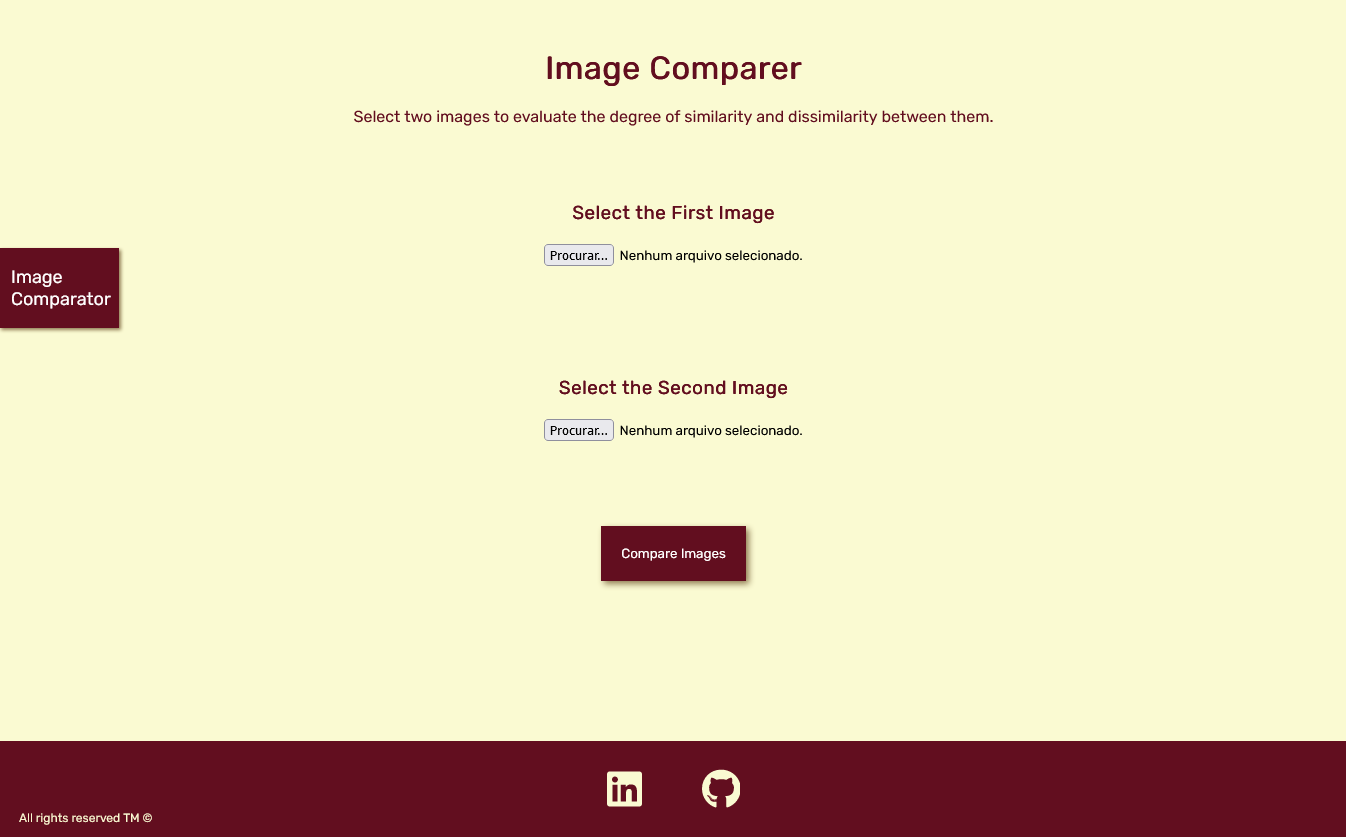 Image Comparer
Select two images to evaluate the degree of similarity and dissimilarity between them.
Select the First Image
Procurar... Nenhum arquivo selecionado.
Image
Comparator
Select the Second Image
Procurar... Nenhum arquivo selecionado.
Compare Images
in
All rights reserved TM ©